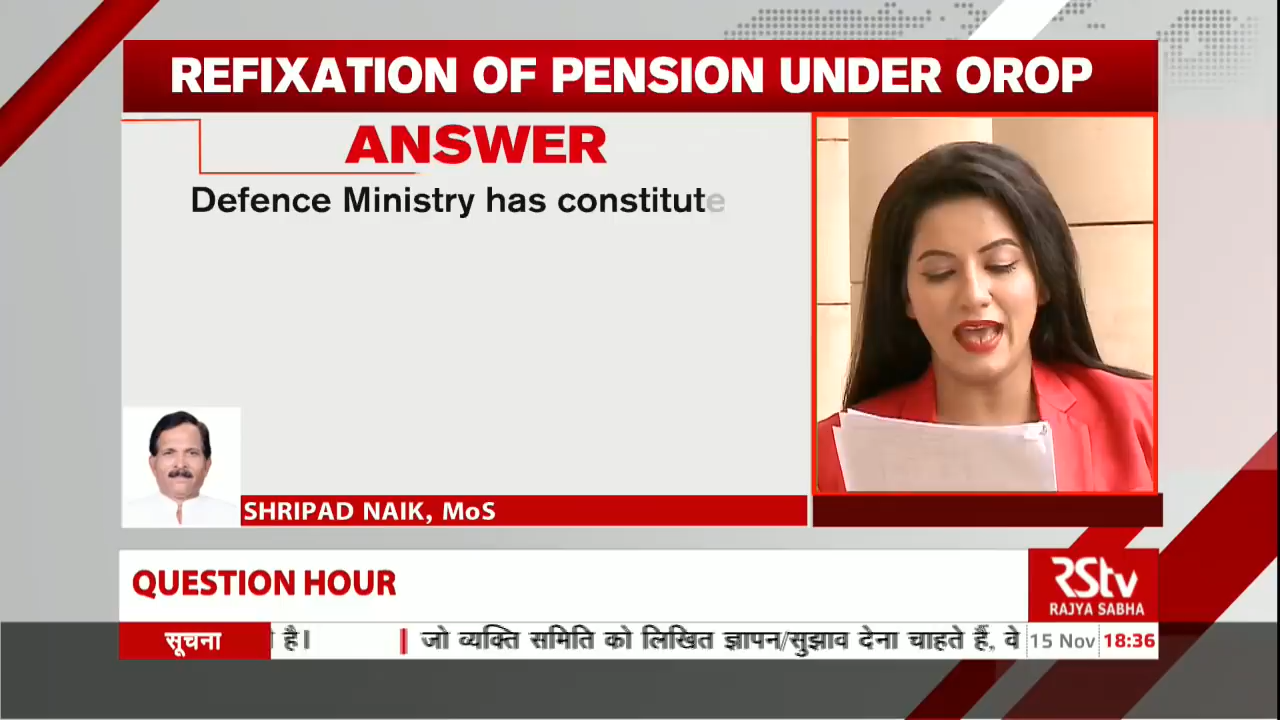 REFIXATION OF PENSION UNDER OROP
ANSWER
Defence Ministry has constitute
SHRIPAD NAIK, MoS
QUESTION HOUR
RSTV
RAJYA SABHA
सूचना
है।
जो व्यक्ति समिति को लिखित ज्ञापन/सुझाव देना चाहते हैं, वे
15 Nov
18:36